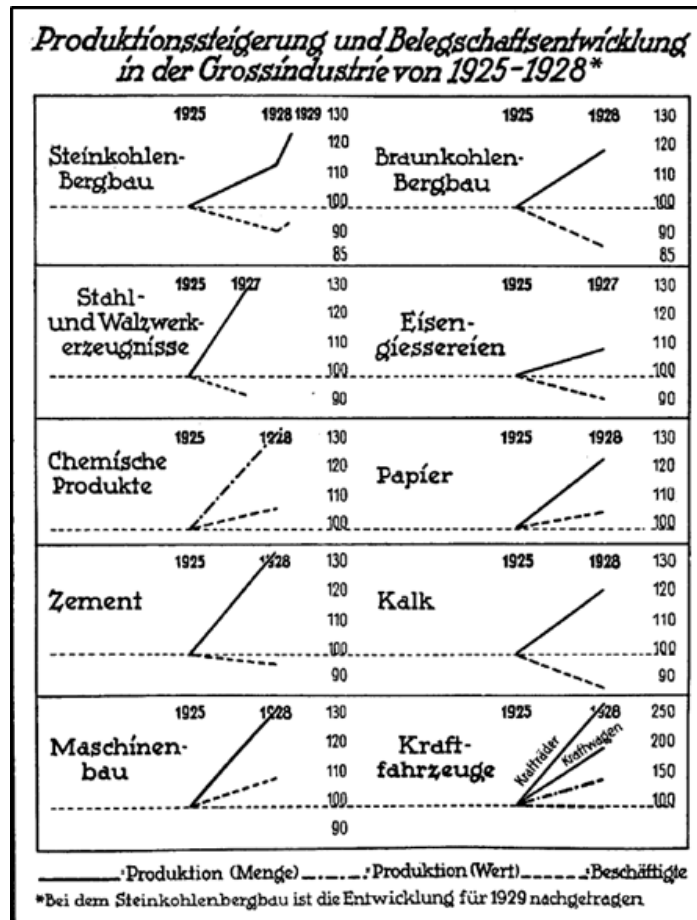 Produktionssteigerung und Belegschaftsentwicklung
in der Grossindustrie von 1925-1928*
1925 1928 1929 130
120
Steinkohlen-
110
Bergbau
100
90
85
1925 1928 130
120
Braunkohlen-
110
Bergbau
100
90
85
1925 1927 130
Stahl-
120
und Walzwerk-
110
erzeugnisse
100
90
1925 1927 130
Eisen-
120
giessereien
110
100
90
1925 1928 130
Chemische
120
Produkte
110
100
1925 1928 130
120
Papier
110
100
1925 1928 130
Zement
120
110
100
90
1925 1928 130
Kalk
120
110
100
90
1925 1928 130
Maschinen-
120
bau
110
100
90
1925 1928 250
Kraft-
200
fahrzeuge
150
100
Krafträder
Kraftwagen
Produktion (Menge) Produktion (Wert) Beschäftigte
*Bei dem Steinkohlenbergbau ist die Entwicklung für 1929 nachgetragen